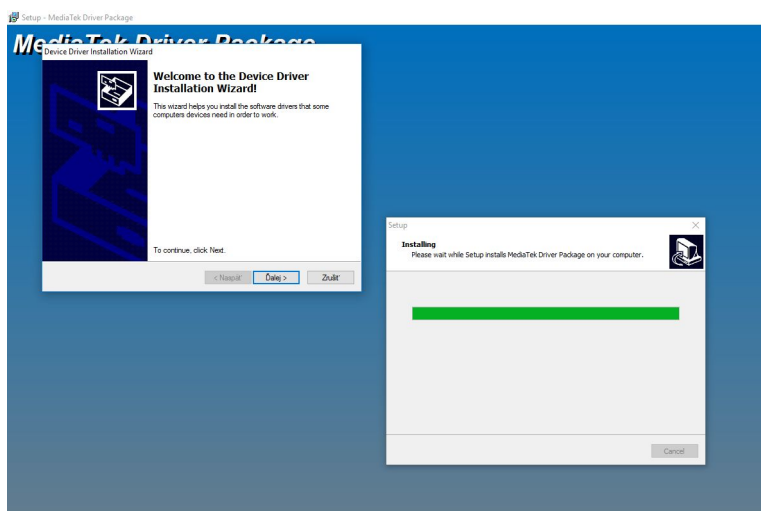 Setup - MediaTek Driver Package
MediaTek Driver Package
Device Driver Installation Wizard
Welcome to the Device Driver
Installation Wizard!
This wizard helps you install the software drivers that some
computers devices need in order to work.
To continue, click Next.
< Naspäť
Ďalej >
Zrušiť
Setup
Installing
Please wait while Setup installs MediaTek Driver Package on your computer.
Cancel